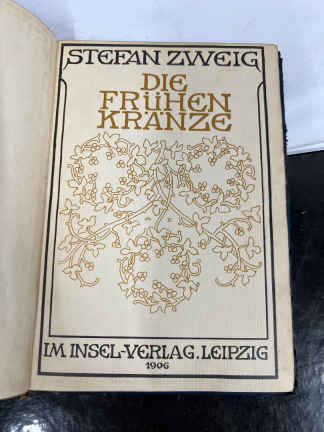 STEFAN ZWEIG
DIE
FRÜHEN
KRÄNZE
IM INSEL-VERLAG. LEIPZIG
1906